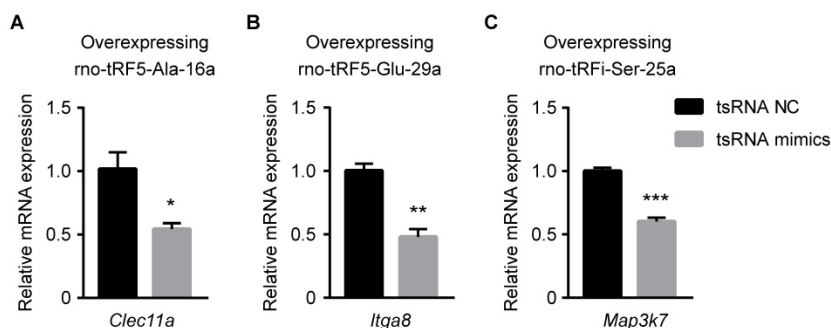 A
Overexpressing
rno-tRF5-Ala-16a
Relative mRNA expression
1.5
1.0
0.5
0
*
Clec11a
B
Overexpressing
rno-tRF5-Glu-29a
Relative mRNA expression
1.5
1.0
0.5
0
**
Itga8
C
Overexpressing
rno-tRFi-Ser-25a
Relative mRNA expression
1.5
1.0
0.5
0
***
Map3k7
tsRNA NC
tsRNA mimics